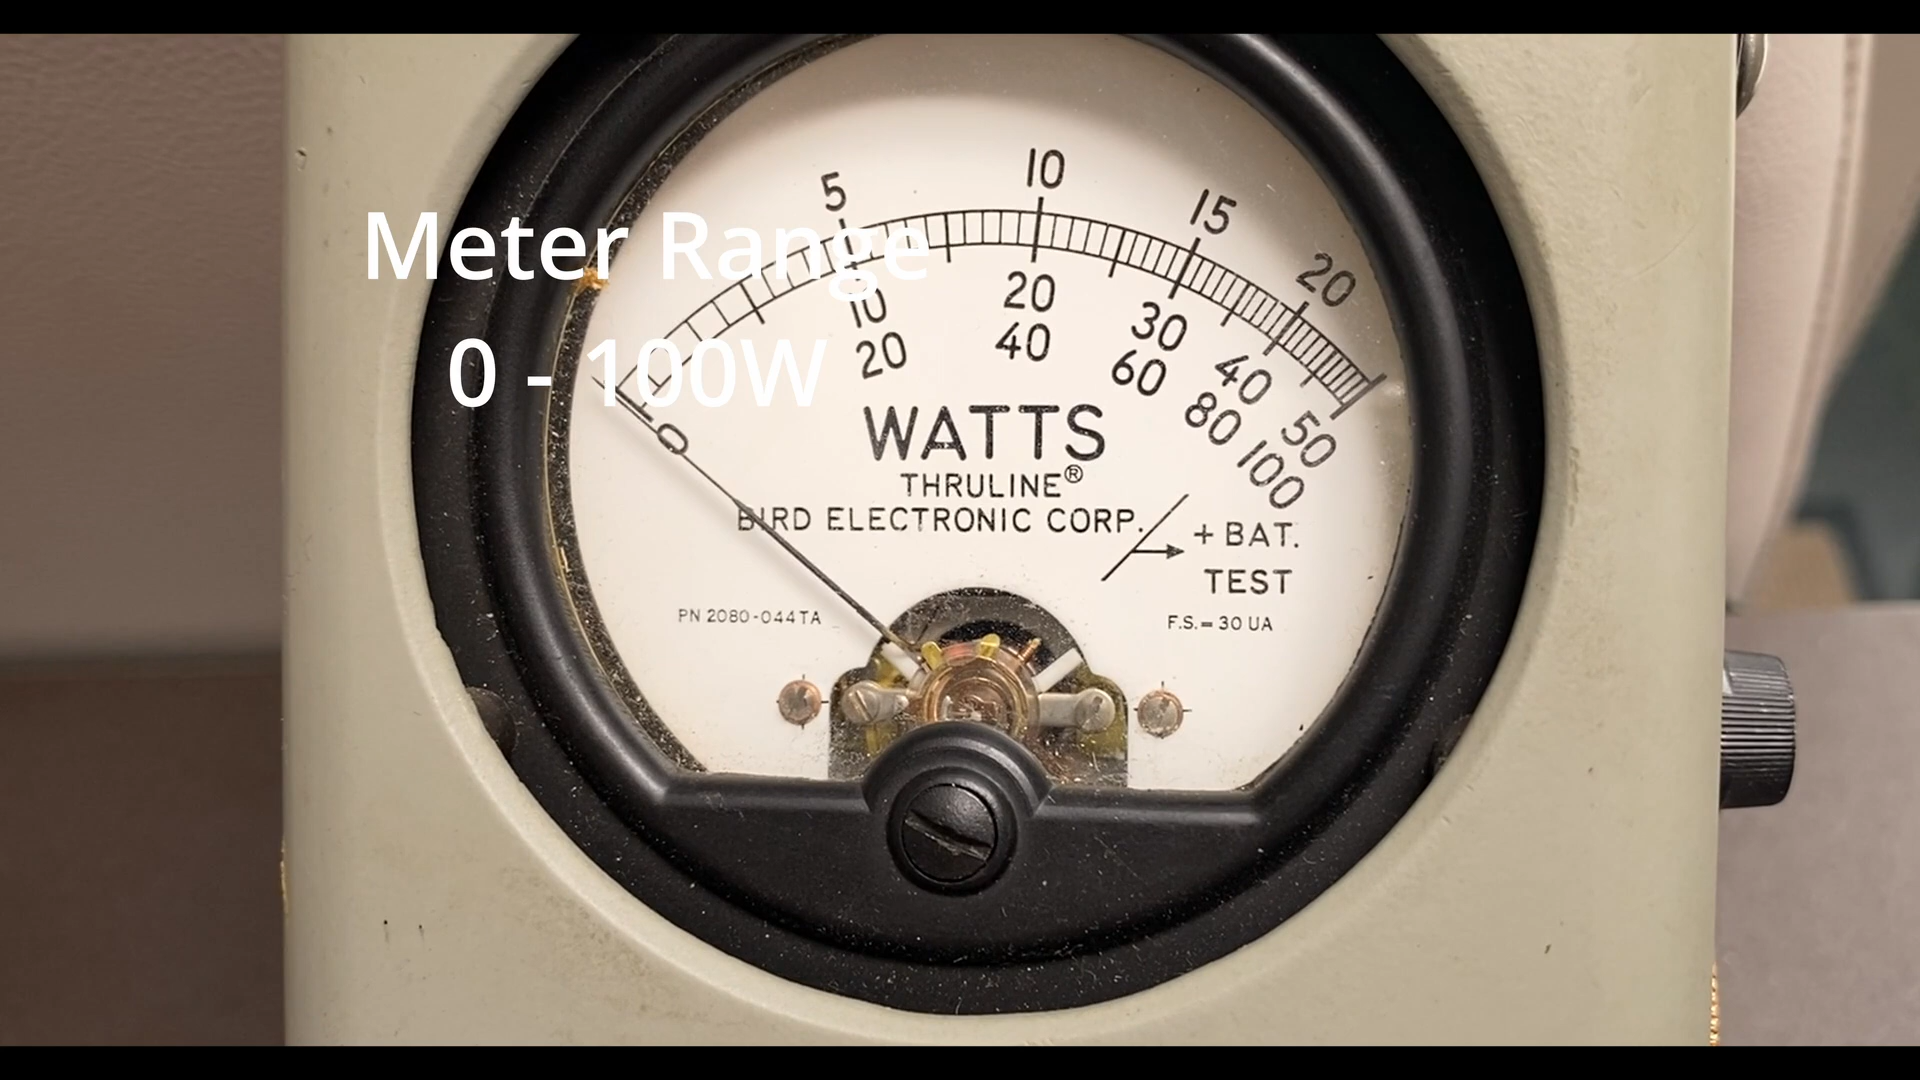 5 10 15 20
Meter Range
10 20 30 40 50
0 - 100W
20 40 60 80 100
0
WATTS
THRULINE®
BIRD ELECTRONIC CORP.
+ BAT.
TEST
PN 2080-044TA
F.S.= 30 UA